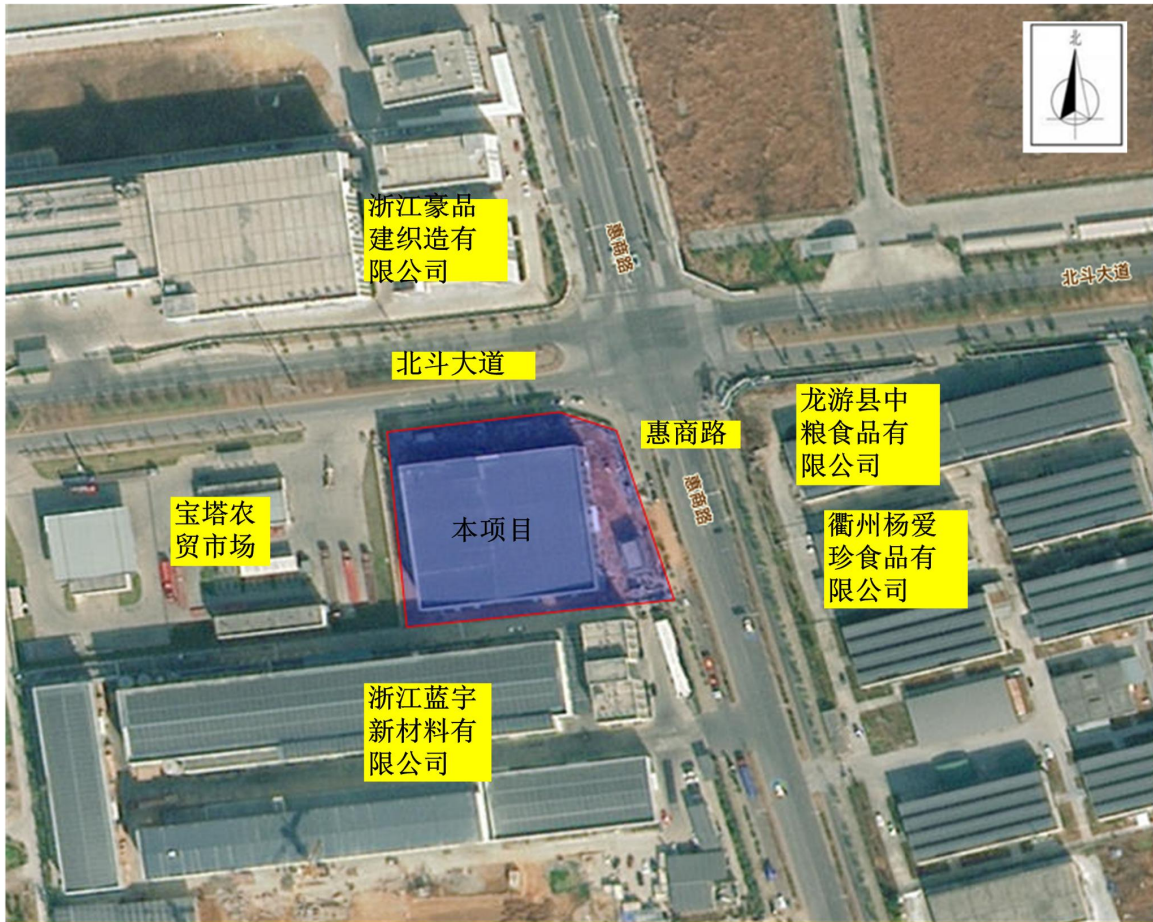 北
浙江豪品
建织造有
限公司
惠商路
北斗大道
北斗大道
龙游县中
粮食品有
限公司
惠商路
惠商路
宝塔农
贸市场
本项目
衢州杨爱
珍食品有
限公司
浙江蓝宇
新材料有
限公司